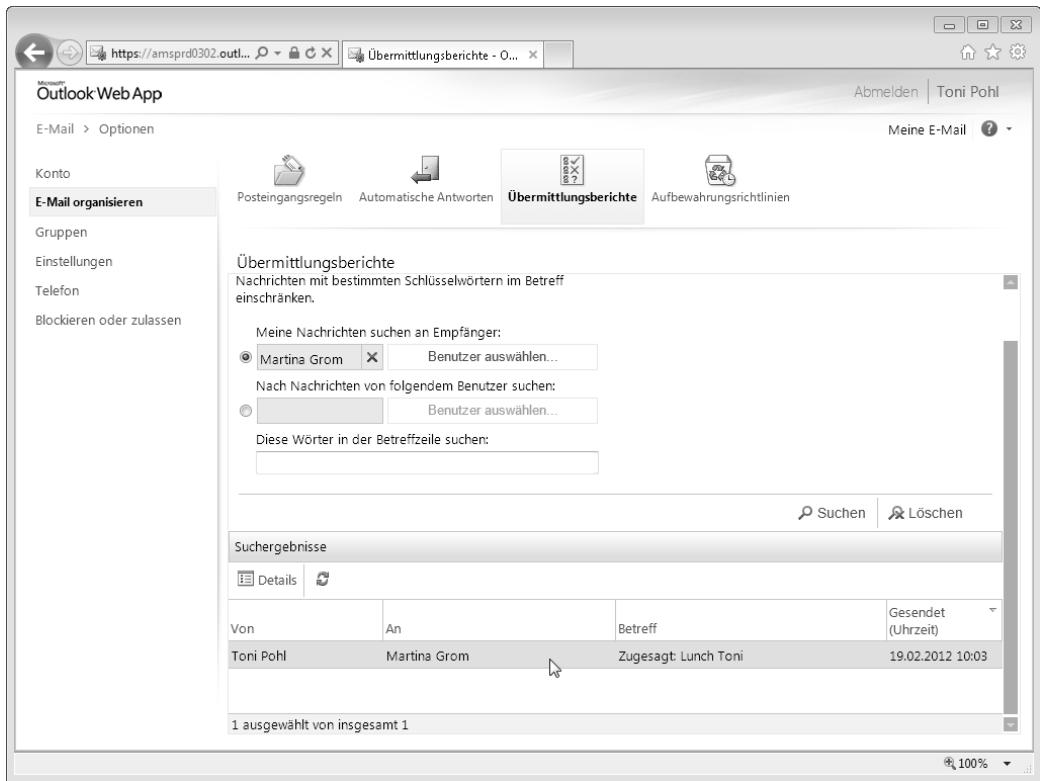 https://amsprd0302.outl...
Übermittlungsberichte - O...
Microsoft
Outlook Web App
Abmelden
Toni Pohl
E-Mail > Optionen
Meine E-Mail
Konto
E-Mail organisieren
Gruppen
Einstellungen
Telefon
Blockieren oder zulassen
Posteingangsregeln
Automatische Antworten
Übermittlungsberichte
Aufbewahrungsrichtlinien
Übermittlungsberichte
Nachrichten mit bestimmten Schlüsselwörtern im Betreff
einschränken.
Meine Nachrichten suchen an Empfänger:
Martina Grom
Benutzer auswählen...
Nach Nachrichten von folgendem Benutzer suchen:
Benutzer auswählen...
Diese Wörter in der Betreffzeile suchen:
Suchen
Löschen
Suchergebnisse
Details
Von
An
Betreff
Gesendet
(Uhrzeit)
Toni Pohl
Martina Grom
Zugesagt: Lunch Toni
19.02.2012 10:03
1 ausgewählt von insgesamt 1
100%